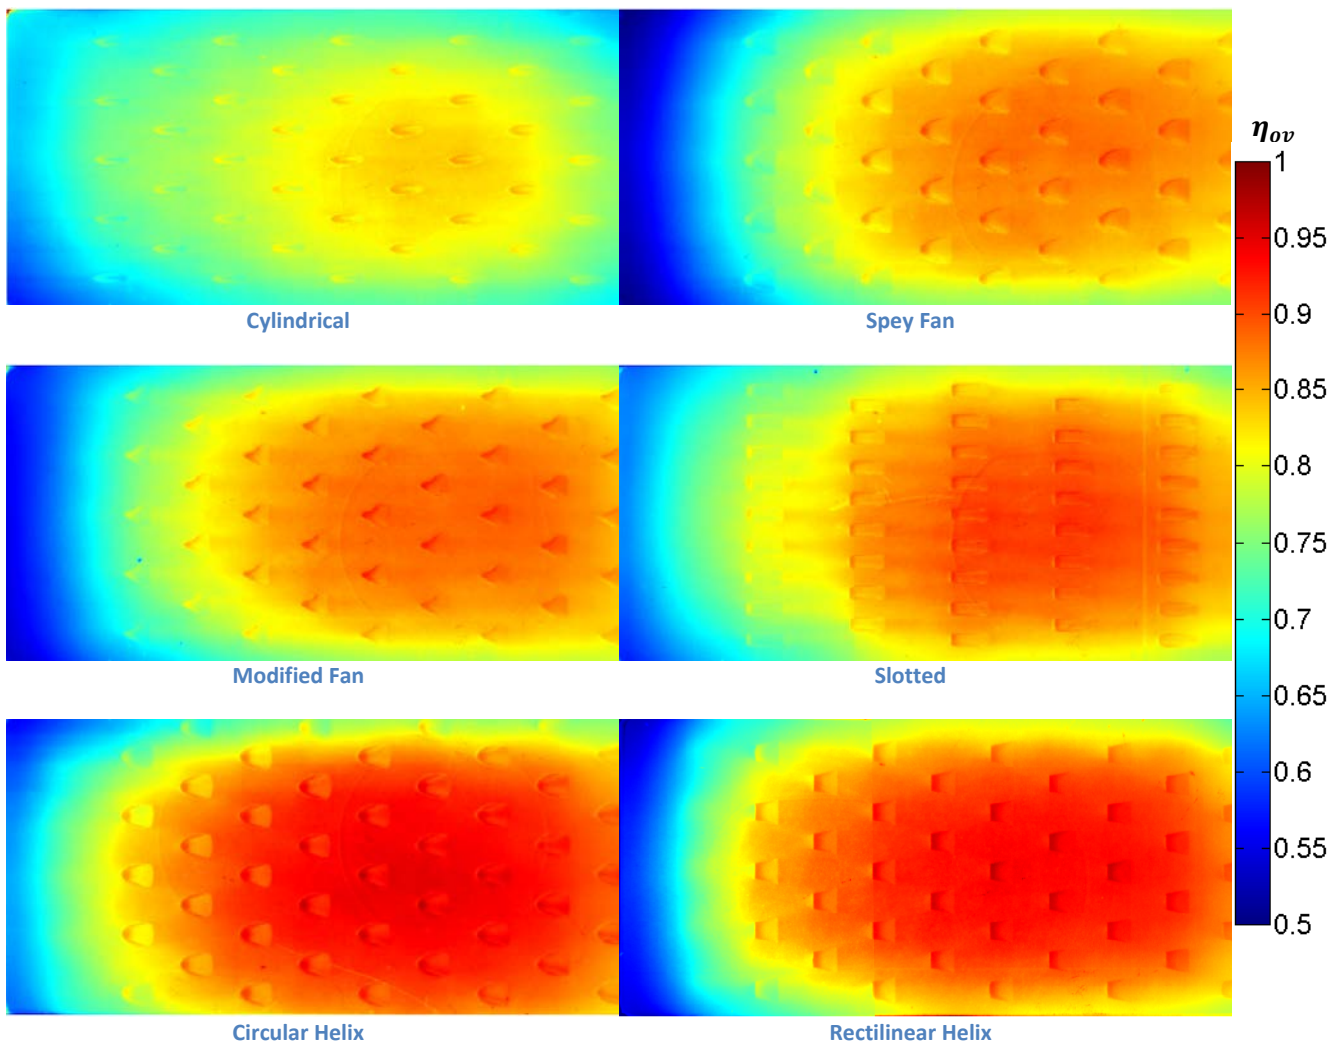 η_ov
Cylindrical
Spey Fan
Modified Fan
Slotted
Circular Helix
Rectilinear Helix
1
0.95
0.9
0.85
0.8
0.75
0.7
0.65
0.6
0.55
0.5